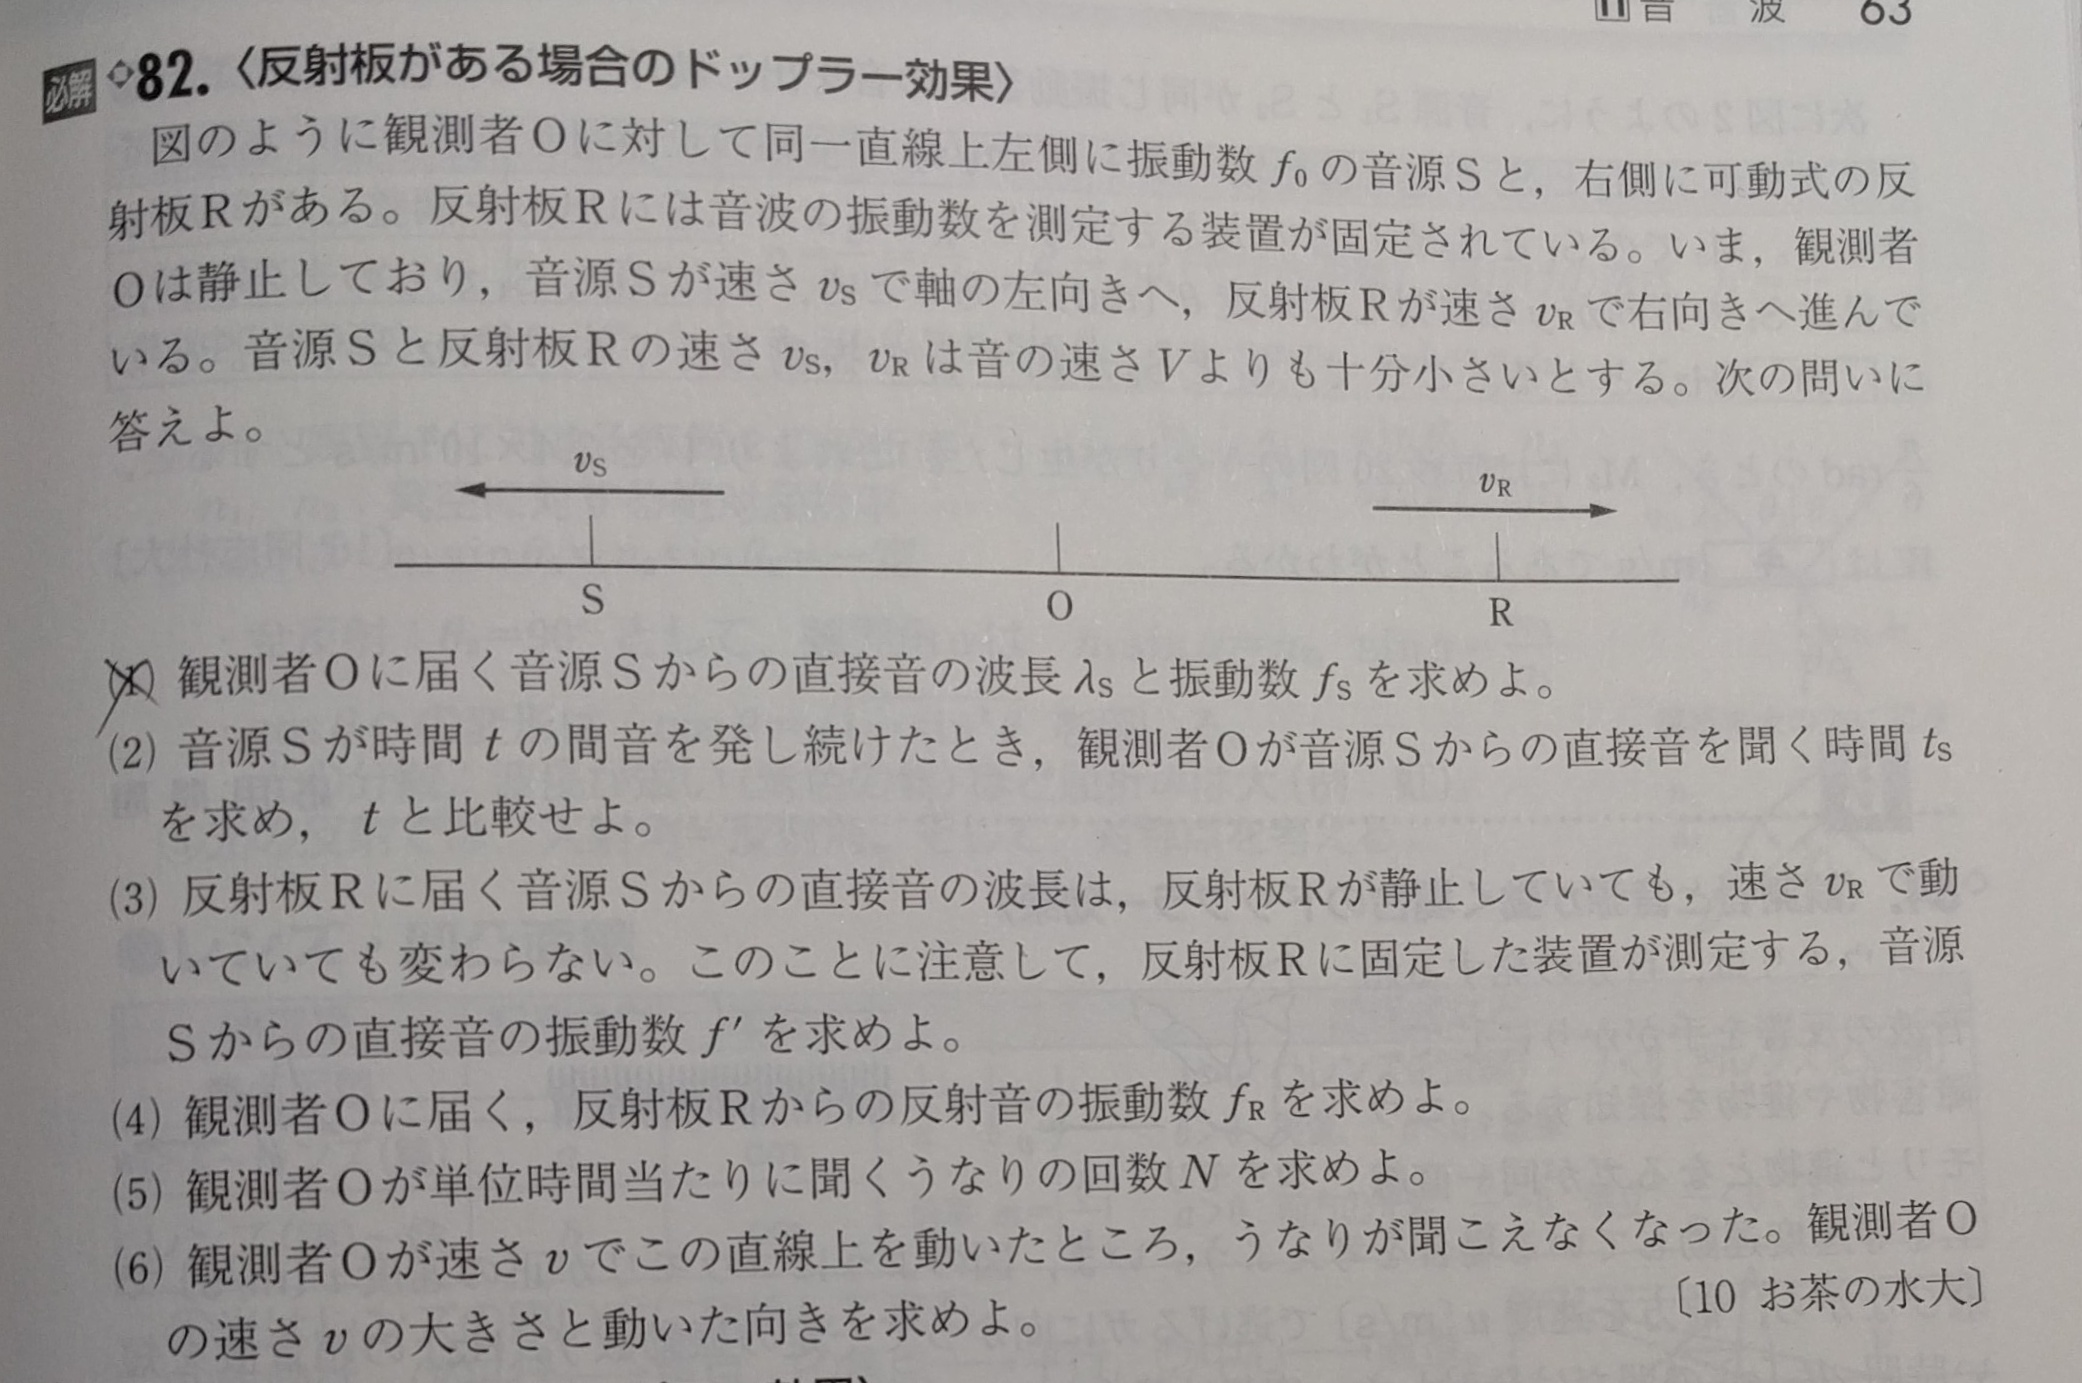 音 波 63
必解 82.〈反射板がある場合のドップラー効果〉
図のように観測者Oに対して同一直線上左側に振動数 f₀ の音源Sと，右側に可動式の反
射板Rがある。反射板Rには音波の振動数を測定する装置が固定されている。いま，観測者
Oは静止しており，音源Sが速さ vS で軸の左向きへ，反射板Rが速さ vR で右向きへ進んで
いる。音源Sと反射板Rの速さ vS，vR は音の速さVよりも十分小さいとする。次の問いに
答えよ。
vS
vR
S O R
(1) 観測者Oに届く音源Sからの直接音の波長 λS と振動数 fS を求めよ。
(2) 音源Sが時間 t の間音を発し続けたとき，観測者Oが音源Sからの直接音を聞く時間 tS
を求め， t と比較せよ。
(3) 反射板Rに届く音源Sからの直接音の波長は，反射板Rが静止していても，速さ vR で動
いていても変わらない。このことに注意して，反射板Rに固定した装置が測定する，音源
Sからの直接音の振動数 f′ を求めよ。
(4) 観測者Oに届く，反射板Rからの反射音の振動数 fR を求めよ。
(5) 観測者Oが単位時間当たりに聞くうなりの回数 N を求めよ。
(6) 観測者Oが速さ v でこの直線上を動いたところ，うなりが聞こえなくなった。観測者O
の速さ v の大きさと動いた向きを求めよ。
〔10 お茶の水大〕